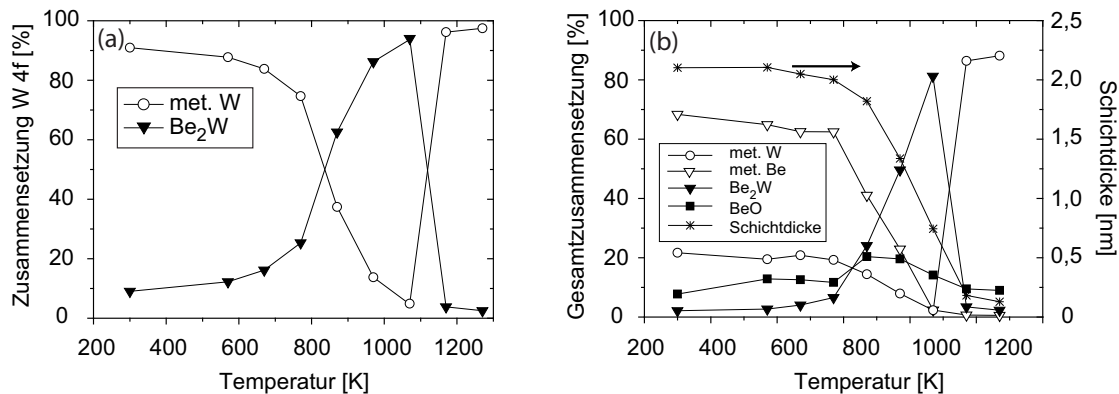 (a)
Zusammensetzung W 4f [%]
100
80
60
40
20
0
met. W
Be2W
200 400 600 800 1000 1200
Temperatur [K]
(b)
Gesamtzusammensetzung [%]
100
80
60
40
20
0
met. W
met. Be
Be2W
BeO
Schichtdicke
2,5
2,0
1,5
1,0
0,5
0
Schichtdicke [nm]
200 400 600 800 1000 1200
Temperatur [K]